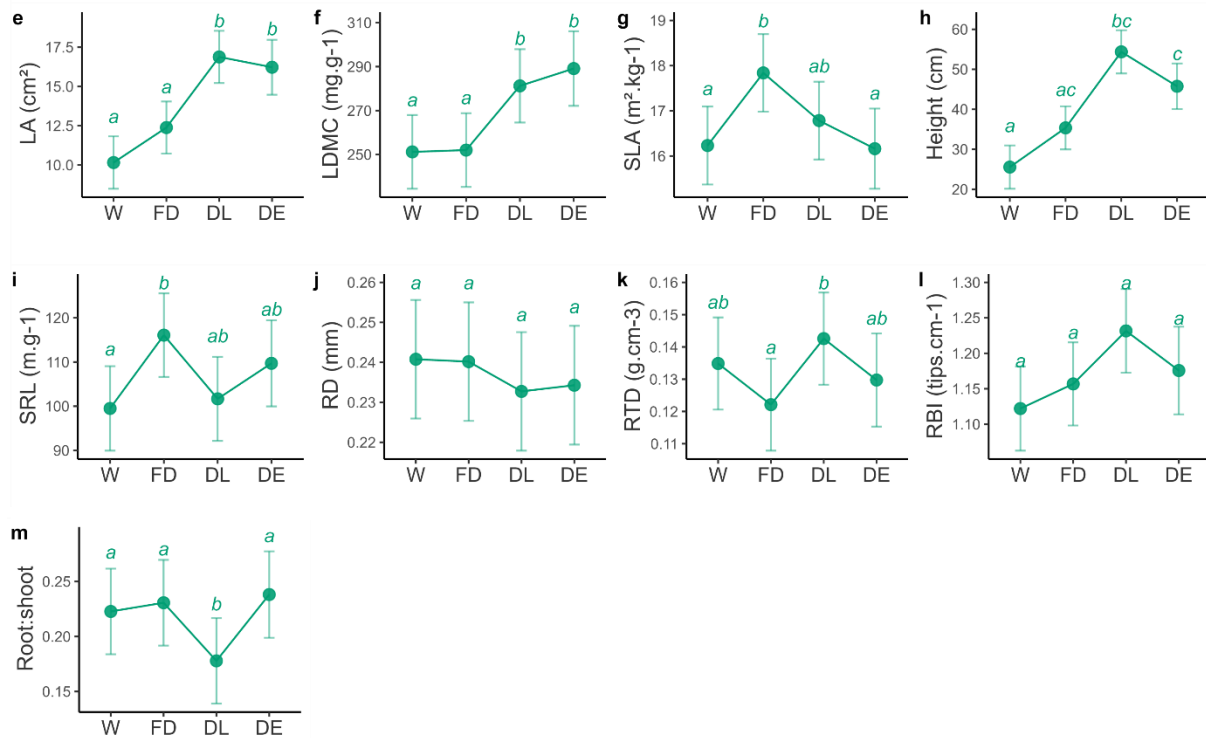 e
LA (cm²)
17.5
15.0
12.5
10.0
a
a
b
b
W FD DL DE
f
LDMC (mg.g-1)
310
290
270
250
a
a
b
b
W FD DL DE
g
SLA (m².kg-1)
19
18
17
16
a
b
ab
a
W FD DL DE
h
Height (cm)
60
50
40
30
20
a
ac
bc
c
W FD DL DE
i
SRL (m.g-1)
120
110
100
90
a
b
ab
ab
W FD DL DE
j
RD (mm)
0.26
0.25
0.24
0.23
0.22
a
a
a
a
W FD DL DE
k
RTD (g.cm-3)
0.16
0.15
0.14
0.13
0.12
0.11
ab
a
b
ab
W FD DL DE
l
RBI (tips.cm-1)
1.30
1.25
1.20
1.15
1.10
a
a
a
a
W FD DL DE
m
Root:shoot
0.25
0.20
0.15
a
a
b
a
W FD DL DE